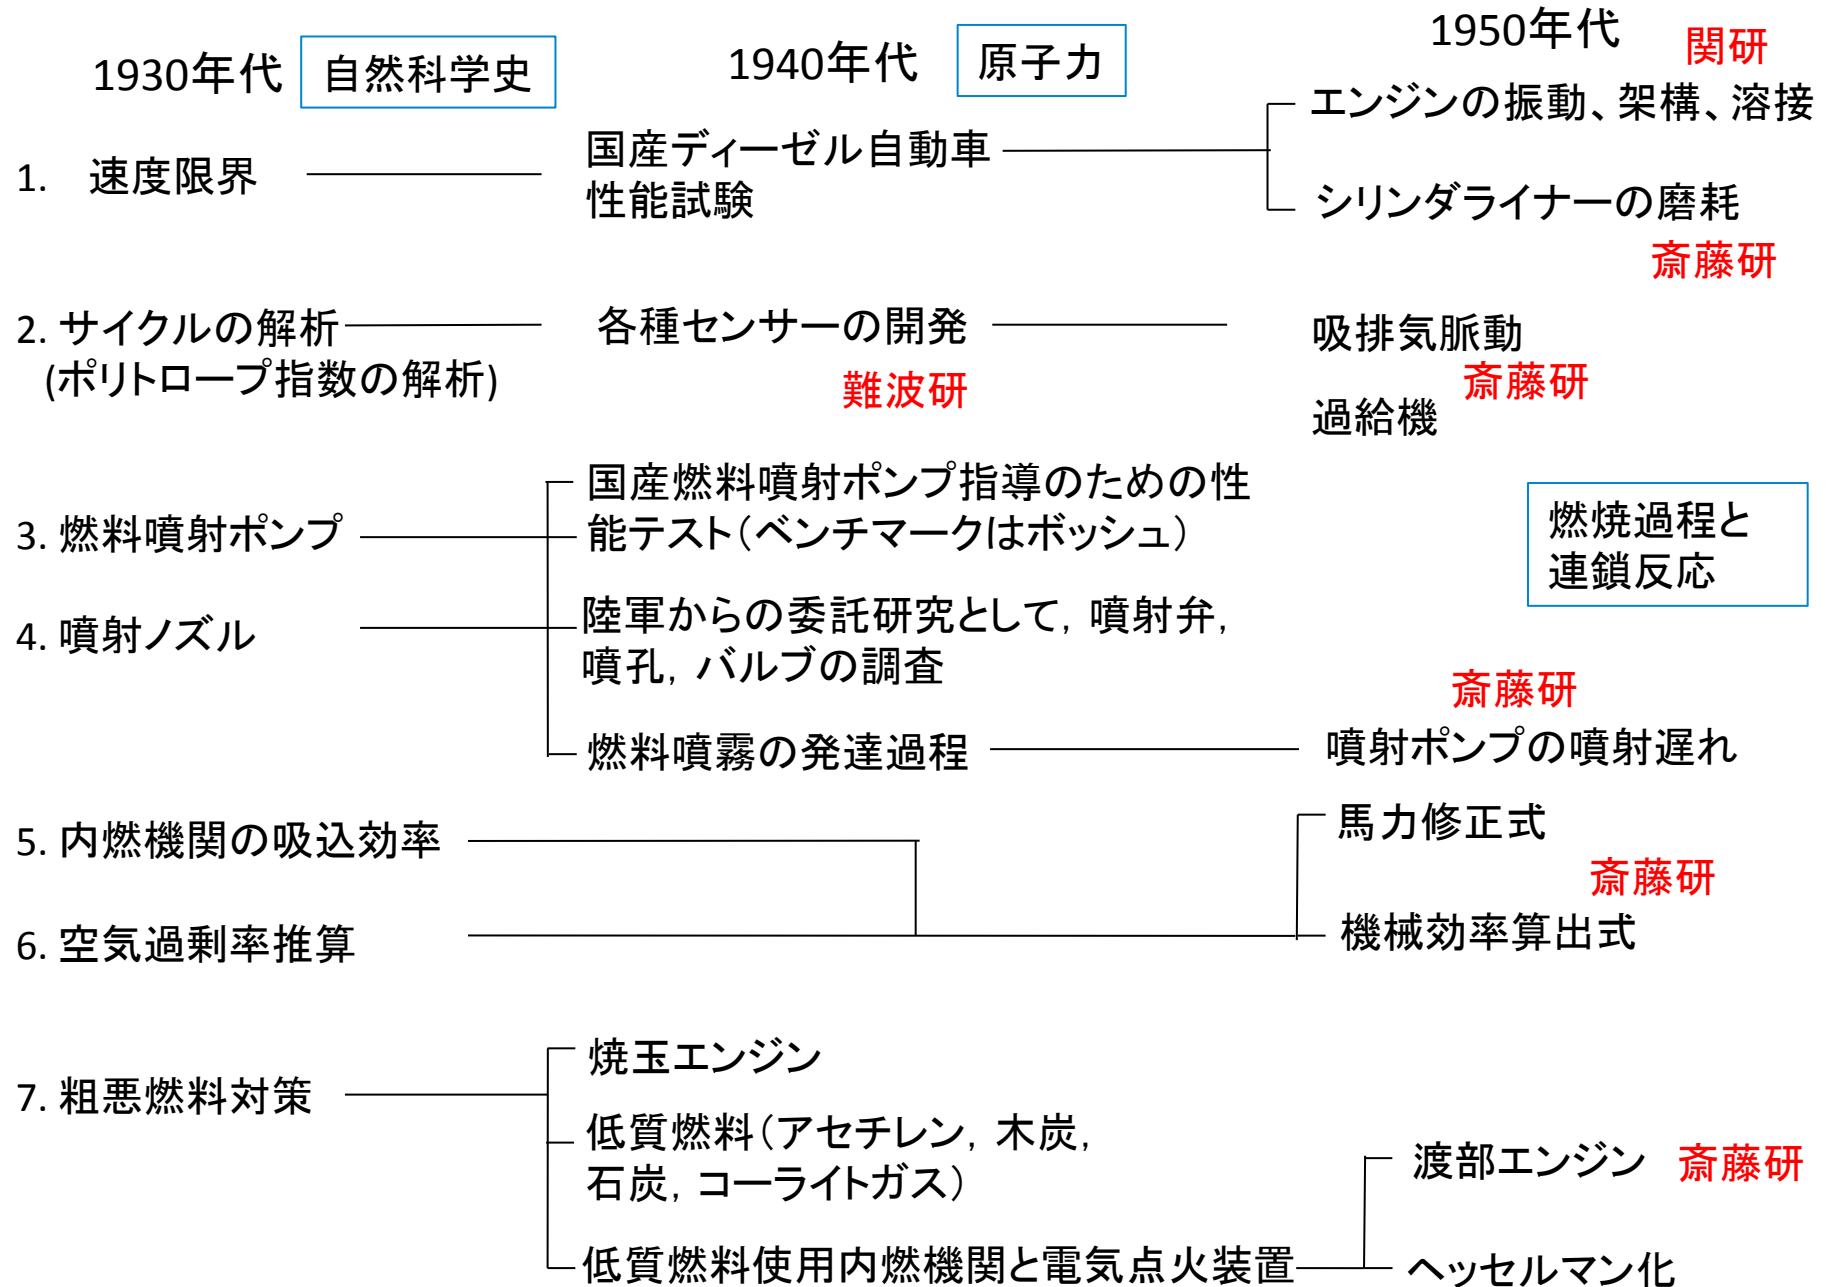 1930年代
自然科学史
1940年代
原子力
1950年代
関研
1. 速度限界
国産ディーゼル自動車
性能試験
エンジンの振動、架構、溶接
シリンダライナーの磨耗
斎藤研
2. サイクルの解析
(ポリトロープ指数の解析)
各種センサーの開発
難波研
吸排気脈動
斎藤研
過給機
3. 燃料噴射ポンプ
国産燃料噴射ポンプ指導のための性
能テスト（ベンチマークはボッシュ）
燃焼過程と
連鎖反応
4. 噴射ノズル
陸軍からの委託研究として，噴射弁，
噴孔，バルブの調査
斎藤研
燃料噴霧の発達過程
噴射ポンプの噴射遅れ
5. 内燃機関の吸込効率
馬力修正式
斎藤研
6. 空気過剰率推算
機械効率算出式
7. 粗悪燃料対策
焼玉エンジン
低質燃料（アセチレン，木炭，
石炭，コーライトガス）
渡部エンジン
斎藤研
低質燃料使用内燃機関と電気点火装置
ヘッセルマン化